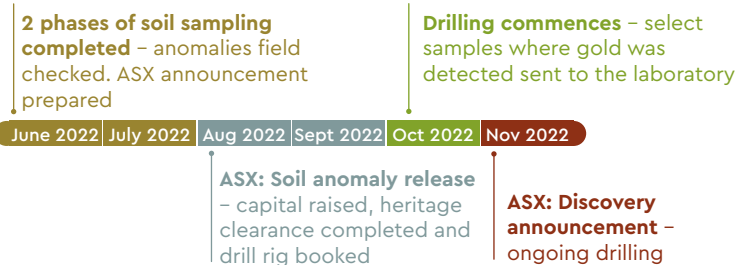 2 phases of soil sampling
completed – anomalies field
checked. ASX announcement
prepared
Drilling commences – select
samples where gold was
detected sent to the laboratory
June 2022 July 2022 Aug 2022 Sept 2022 Oct 2022 Nov 2022
ASX: Soil anomaly release
– capital raised, heritage
clearance completed and
drill rig booked
ASX: Discovery
announcement –
ongoing drilling